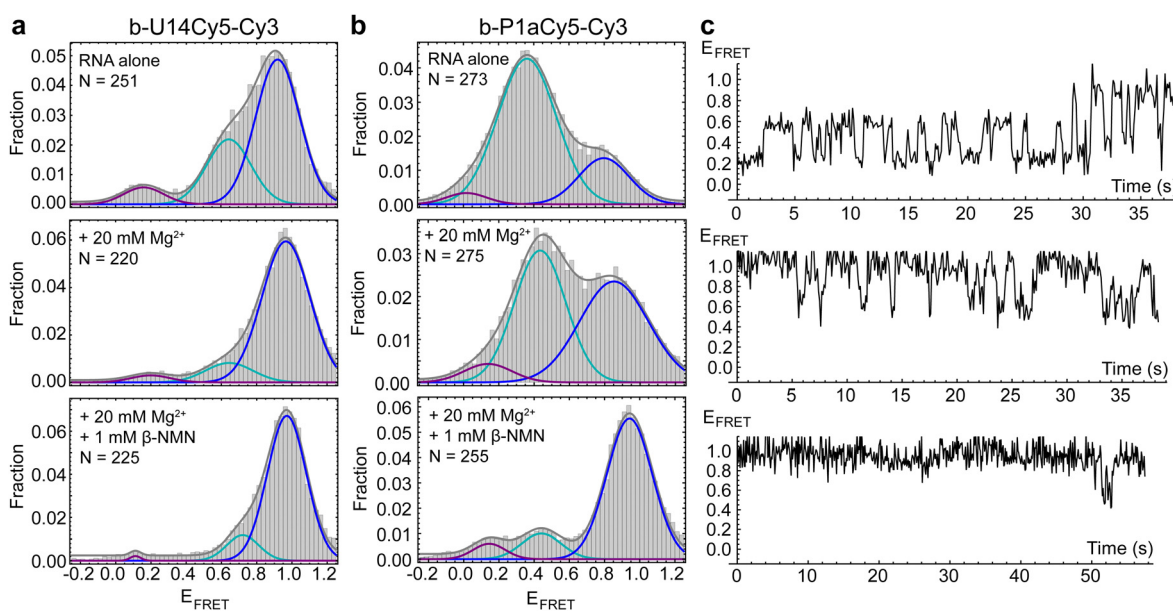 a
b-U14Cy5-Cy3
0.05
0.04
0.03
0.02
0.01
0.00
Fraction
RNA alone
N = 251
0.06
0.04
0.02
0.00
Fraction
+ 20 mM Mg²⁺
N = 220
0.06
0.04
0.02
0.00
Fraction
+ 20 mM Mg²⁺
+ 1 mM β-NMN
N = 225
-0.2 0.0 0.2 0.4 0.6 0.8 1.0 1.2
E_FRET
b
b-P1aCy5-Cy3
0.04
0.03
0.02
0.01
0.00
Fraction
RNA alone
N = 273
0.03
0.02
0.01
0.00
Fraction
+ 20 mM Mg²⁺
N = 275
0.06
0.05
0.04
0.03
0.02
0.01
0.00
Fraction
+ 20 mM Mg²⁺
+ 1 mM β-NMN
N = 255
-0.2 0.0 0.2 0.4 0.6 0.8 1.0 1.2
E_FRET
c
E_FRET
1.0
0.8
0.6
0.4
0.2
0.0
Time (s
0 5 10 15 20 25 30 35
E_FRET
1.0
0.8
0.6
0.4
0.2
0.0
Time (s)
0 5 10 15 20 25 30 35
E_FRET
1.0
0.8
0.6
0.4
0.2
0.0
Time (s)
0 10 20 30 40 50